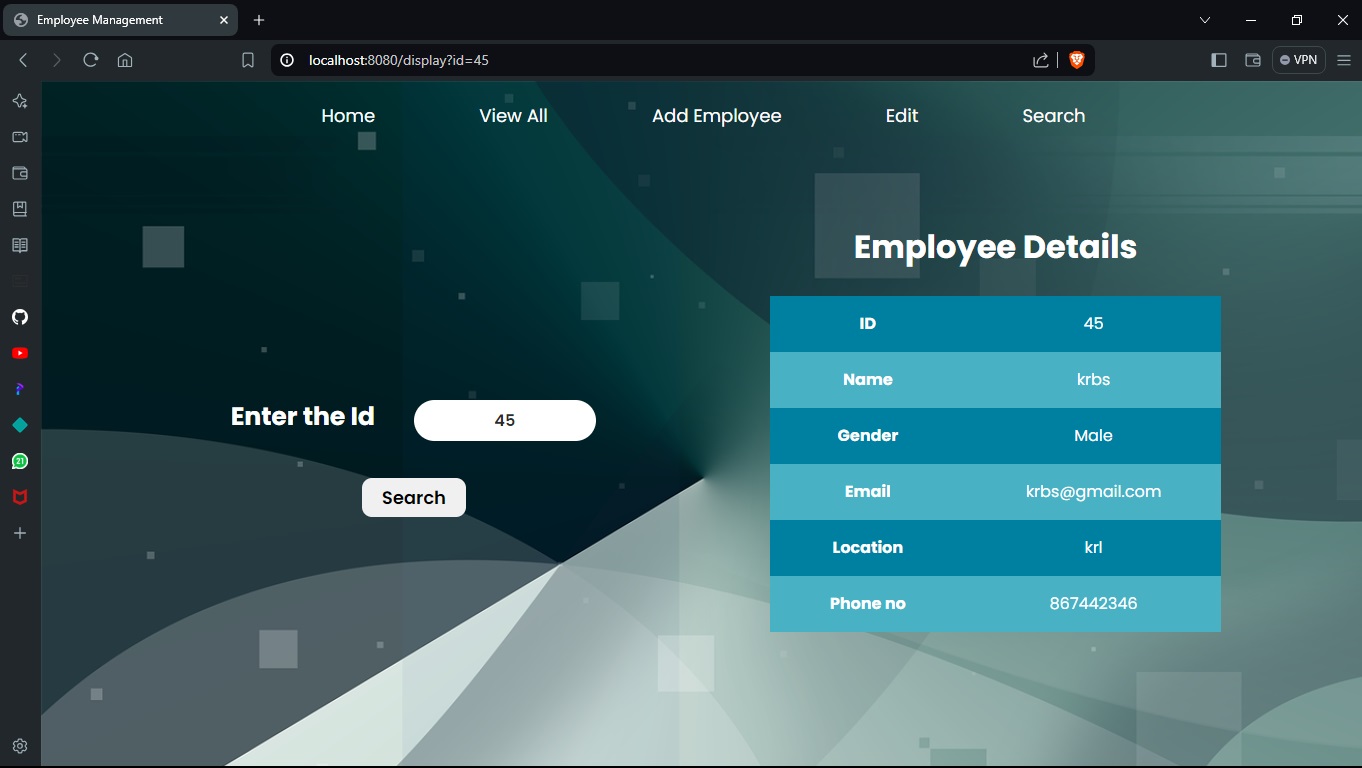 Employee Management
localhost:8080/display?id=45
VPN
Home View All Add Employee Edit Search
Employee Details
ID 45
Name krbs
Gender Male
Enter the Id 45
Email krbs@gmail.com
Search
Location krl
Phone no 867442346
21